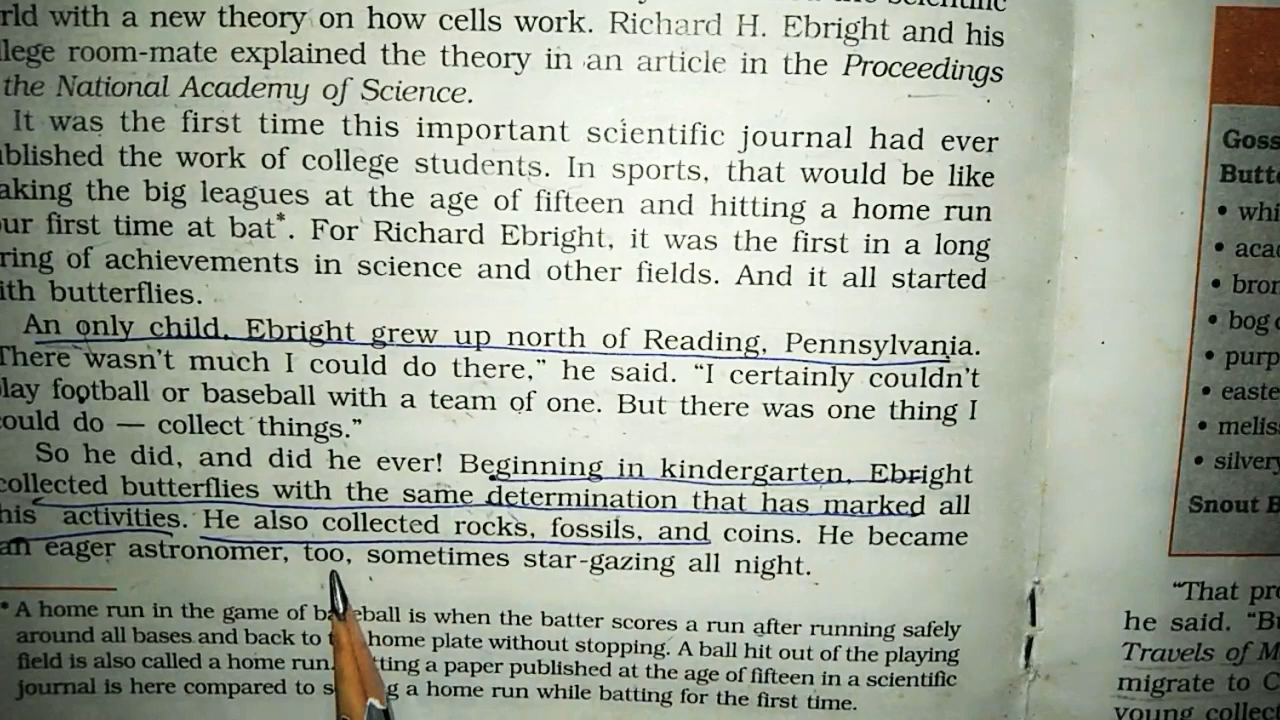 with a new theory on how cells work. Richard H. Ebright and his
room-mate explained the theory in an article in the Proceedings
the National Academy of Science.
It was the first time this important scientific journal had ever
the work of college students. In sports, that would be like
the big leagues at the age of fifteen and hitting a home run
first time at bat*. For Richard Ebright, it was the first in a long
of achievements in science and other fields. And it all started
butterflies.
An only child, Ebright grew up north of Reading, Pennsylvania.
There wasn't much I could do there,” he said. “I certainly couldn't
lay football or baseball with a team of one. But there was one thing I
ould do — collect things.”
So he did, and did he ever! Beginning in kindergarten, Ebright
collected butterflies with the same determination that has marked all
his activities. He also collected rocks, fossils, and coins. He became
an eager astronomer, too, sometimes star-gazing all night.
* A home run in the game of baseball is when the batter scores a run after running safely
around all bases and back to home plate without stopping. A ball hit out of the playing
field is also called a home run. a paper published at the age of fifteen in a scientific
journal is here compared to a home run while batting for the first time.
Goss
Butt
• whi
• aca
• bron
• bog
• purp
• easte
• melis
• silvery
Snout B
“That pr
he said. “B
Travels of M
migrate to C
young collec